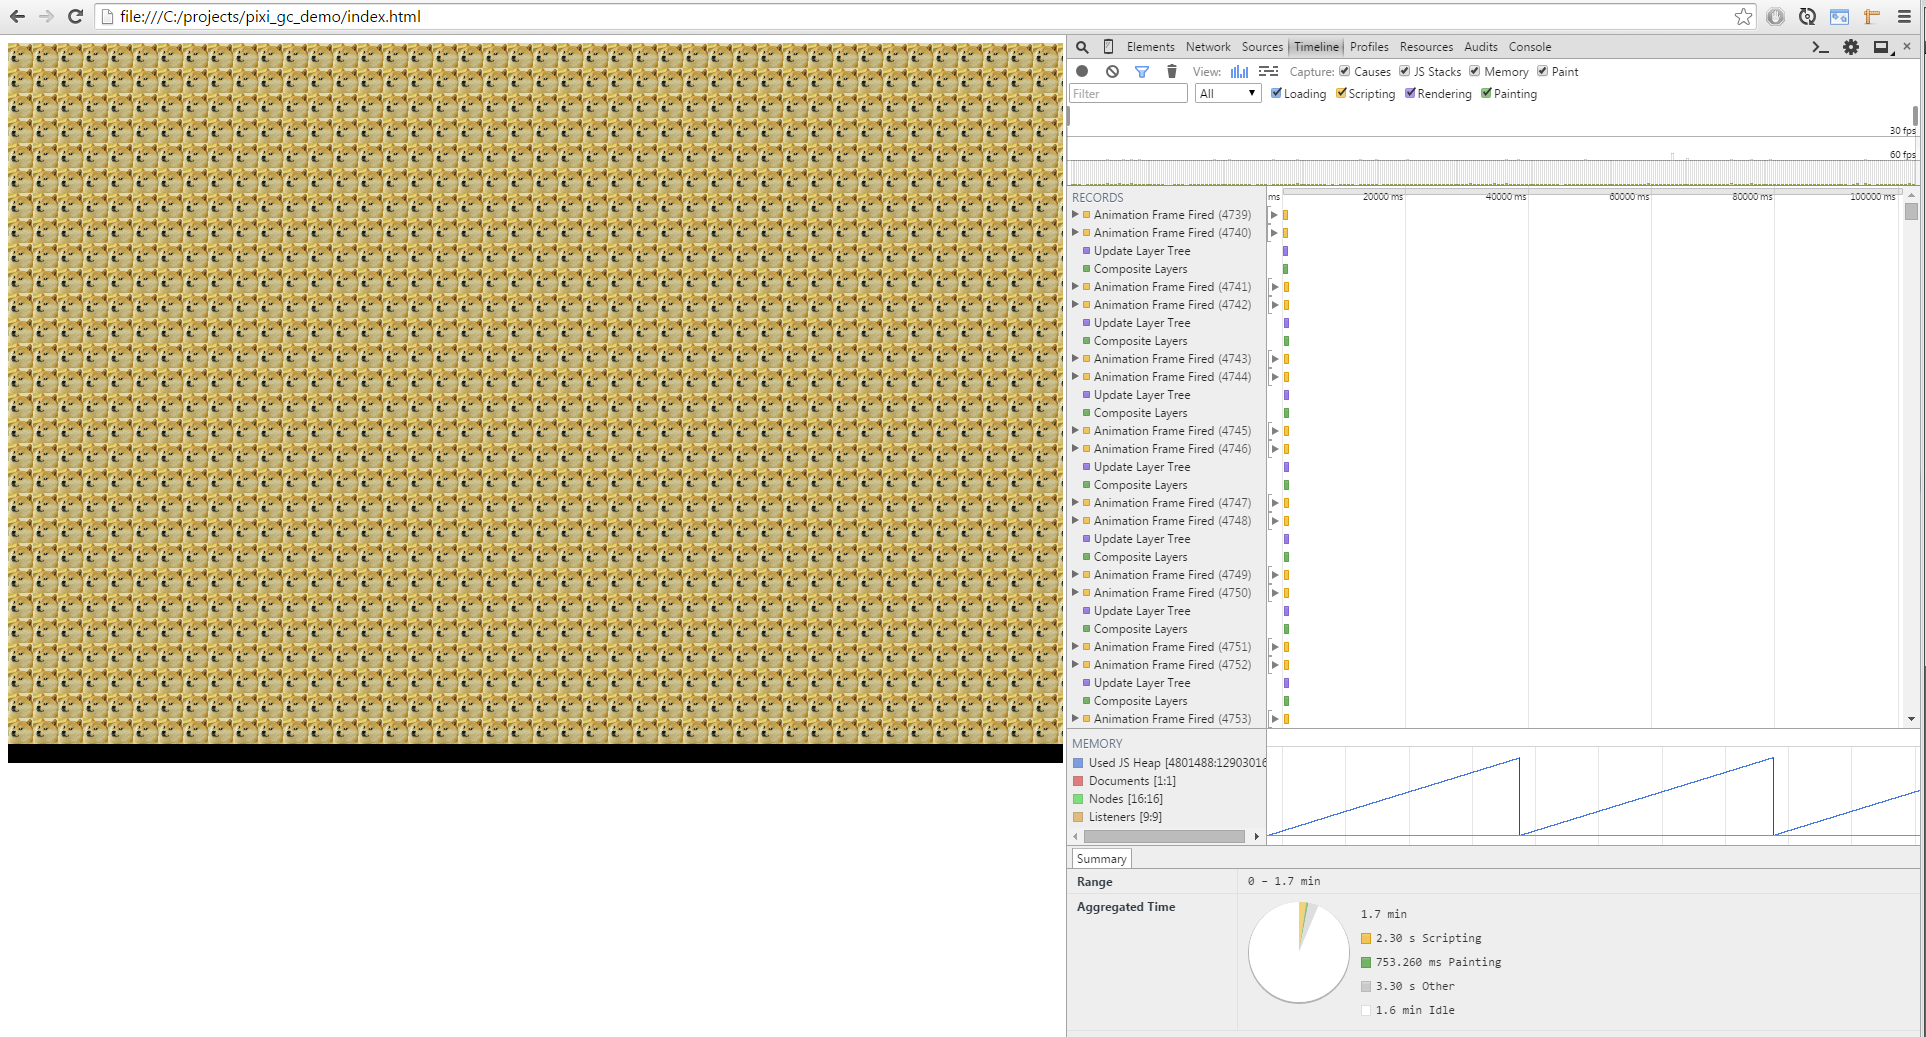 file:///C:/projects/pixi_gc_demo/index.html
Elements Network Sources Timeline Profiles Resources Audits Console
View: Capture: Causes JS Stacks Memory Paint
Filter All Loading Scripting Rendering Painting
30 fps
60 fps
RECORDS
ms 20000 ms 40000 ms 60000 ms 80000 ms 100000 ms
Animation Frame Fired (4739)
Animation Frame Fired (4740)
Update Layer Tree
Composite Layers
Animation Frame Fired (4741)
Animation Frame Fired (4742)
Update Layer Tree
Composite Layers
Animation Frame Fired (4743)
Animation Frame Fired (4744)
Update Layer Tree
Composite Layers
Animation Frame Fired (4745)
Animation Frame Fired (4746)
Update Layer Tree
Composite Layers
Animation Frame Fired (4747)
Animation Frame Fired (4748)
Update Layer Tree
Composite Layers
Animation Frame Fired (4749)
Animation Frame Fired (4750)
Update Layer Tree
Composite Layers
Animation Frame Fired (4751)
Animation Frame Fired (4752)
Update Layer Tree
Composite Layers
Animation Frame Fired (4753)
MEMORY
Used JS Heap [4801488:12903016
Documents [1:1]
Nodes [16:16]
Listeners [9:9]
Summary
Range 0 – 1.7 min
Aggregated Time
1.7 min
2.30 s Scripting
753.260 ms Painting
3.30 s Other
1.6 min Idle